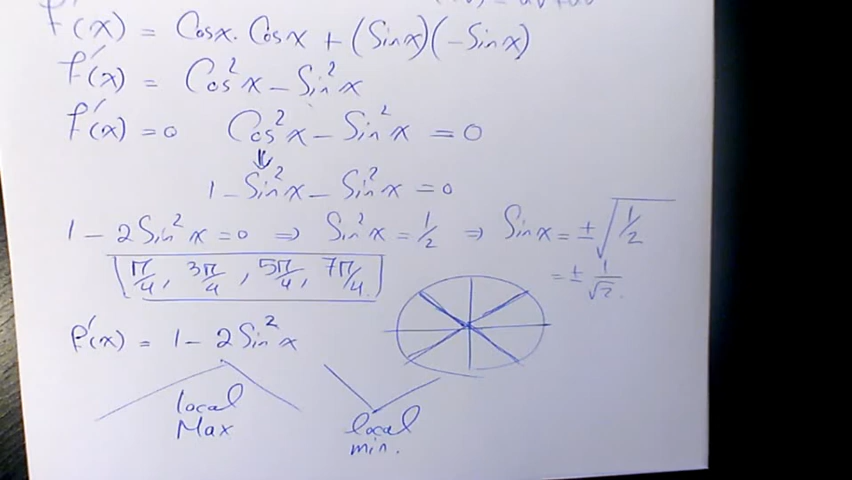 f'(x) = Cosx. Cosx + (Sinx)(-Sinx)
f'(x) = Cos²x - Sin²x
f'(x) = 0 Cos²x - Sin²x = 0
⇓
1 - Sin²x - Sin²x = 0
1 - 2Sin²x = 0 ⇒ Sin²x = 1/2 ⇒ Sinx = ±√1/2
= ± 1/√2.
π/4, 3π/4, 5π/4, 7π/4.
f'(x) = 1 - 2Sin²x
local
Max
local
min.